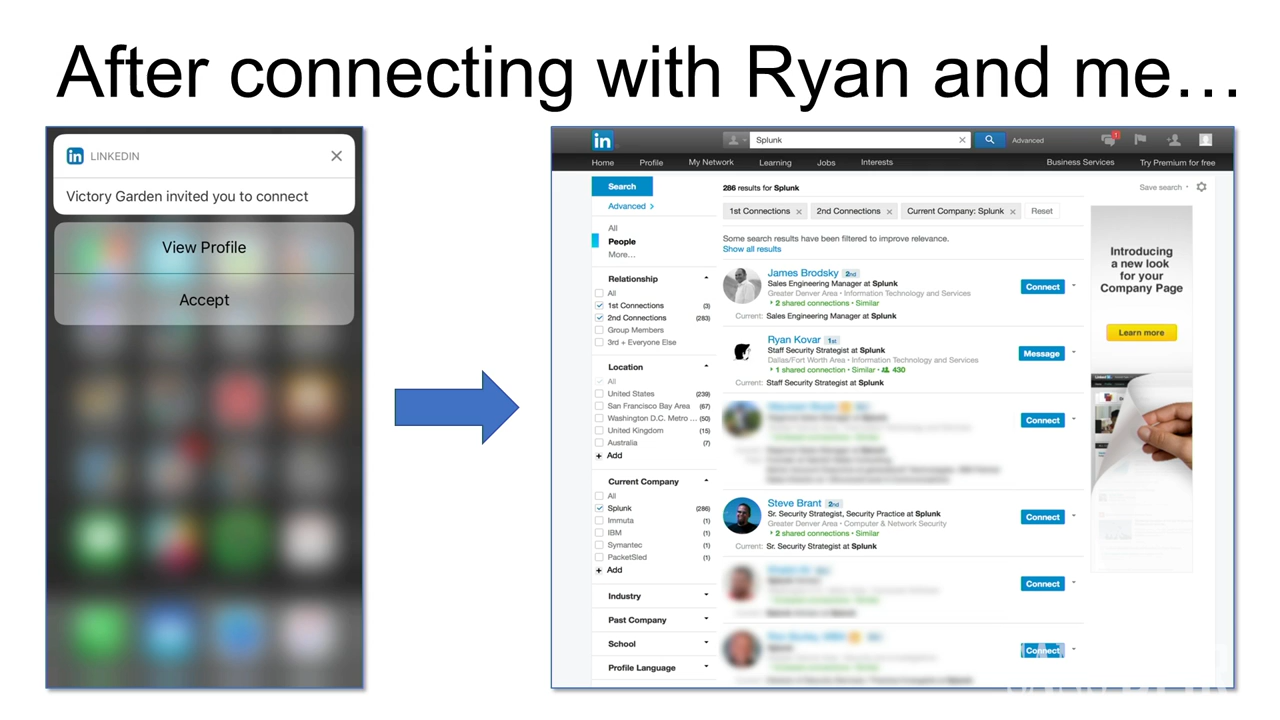 After connecting with Ryan and me…
in LINKEDIN
Victory Garden invited you to connect
View Profile
Accept
in
Splunk
Advanced
1
Home Profile My Network Learning Jobs Interests Business Services Try Premium for free
Search
Advanced
All
People
More...
Relationship
All
1st Connections (3)
2nd Connections (283)
Group Members
3rd + Everyone Else
Location
All
United States (239)
San Francisco Bay Area (67)
Washington D.C. Metro ... (50)
United Kingdom (15)
Australia (7)
+ Add
Current Company
All
Splunk (286)
Immuta (1)
IBM (1)
Symantec (1)
PacketSled (1)
+ Add
Industry
Past Company
School
Profile Language
286 results for Splunk
Save search
1st Connections × 2nd Connections × Current Company: Splunk × Reset
Some search results have been filtered to improve relevance.
Show all results
James Brodsky 2nd
Sales Engineering Manager at Splunk
Greater Denver Area • Information Technology and Services
2 shared connections • Similar
Current: Sales Engineering Manager at Splunk
Connect
Ryan Kovar 1st
Staff Security Strategist at Splunk
Dallas/Fort Worth Area • Information Technology and Services
1 shared connection • Similar • 430
Current: Staff Security Strategist at Splunk
Message
Connect
Steve Brant 2nd
Sr. Security Strategist, Security Practice at Splunk
Greater Denver Area • Computer & Network Security
2 shared connections • Similar
Current: Sr. Security Strategist at Splunk
Connect
Connect
Connect
Introducing
a new look
for your
Company Page
Learn more